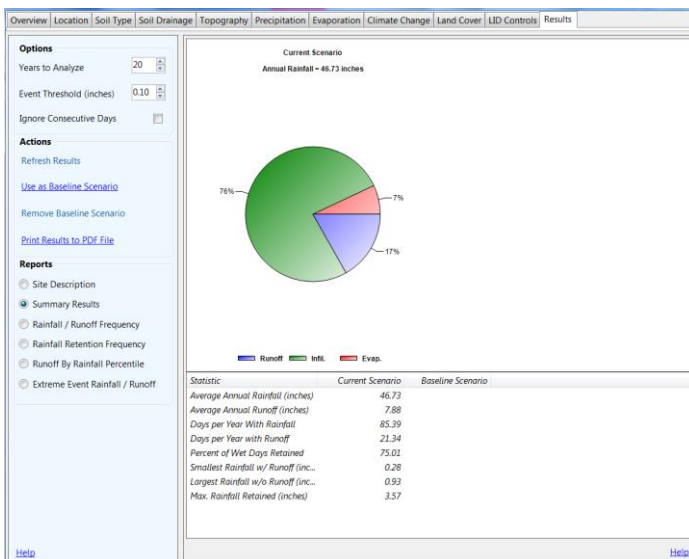 Overview Location Soil Type Soil Drainage Topography Precipitation Evaporation Climate Change Land Cover LID Controls Results
Options
Years to Analyze 20
Event Threshold (inches) 0.10
Ignore Consecutive Days
Actions
Refresh Results
Use as Baseline Scenario
Remove Baseline Scenario
Print Results to PDF File
Reports
Site Description
Summary Results
Rainfall / Runoff Frequency
Rainfall Retention Frequency
Runoff By Rainfall Percentile
Extreme Event Rainfall / Runoff
Help
Current Scenario
Annual Rainfall = 46.73 inches
76%
7%
17%
Runoff Infil. Evap.
Statistic Current Scenario Baseline Scenario
Average Annual Rainfall (inches) 46.73
Average Annual Runoff (inches) 7.88
Days per Year With Rainfall 85.39
Days per Year with Runoff 21.34
Percent of Wet Days Retained 75.01
Smallest Rainfall w/ Runoff (inc... 0.28
Largest Rainfall w/o Runoff (inc... 0.93
Max. Rainfall Retained (inches) 3.57
Help